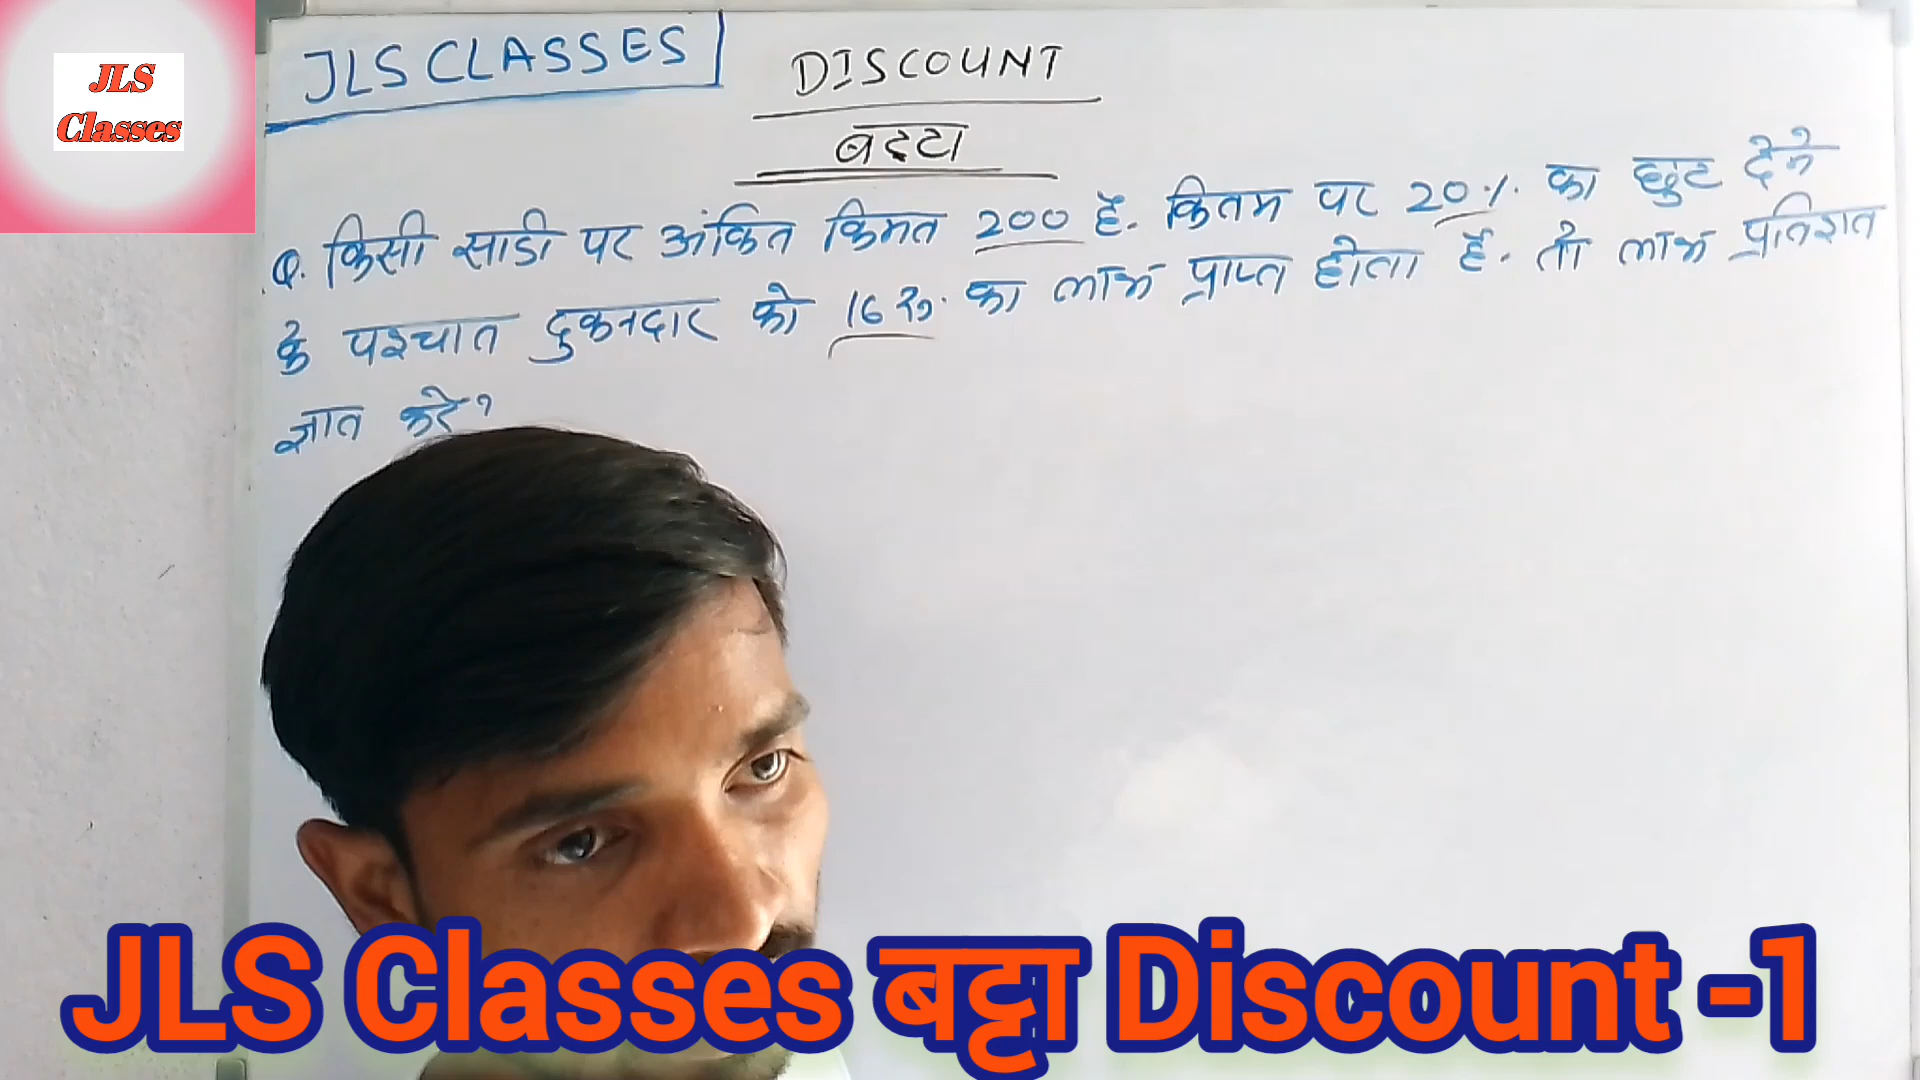 JLS
Classes
JLS CLASSES
DISCOUNT
बट्टा
Q. किसी साडी पर अंकित किमत 200 है. कितम पर 20% का छुट देने
के पश्चात दुकनदार को 16 रु. का लाभ प्राप्त होता है. तो लाभ प्रतिशत
ज्ञात करे?
JLS Classes बट्टा Discount -1